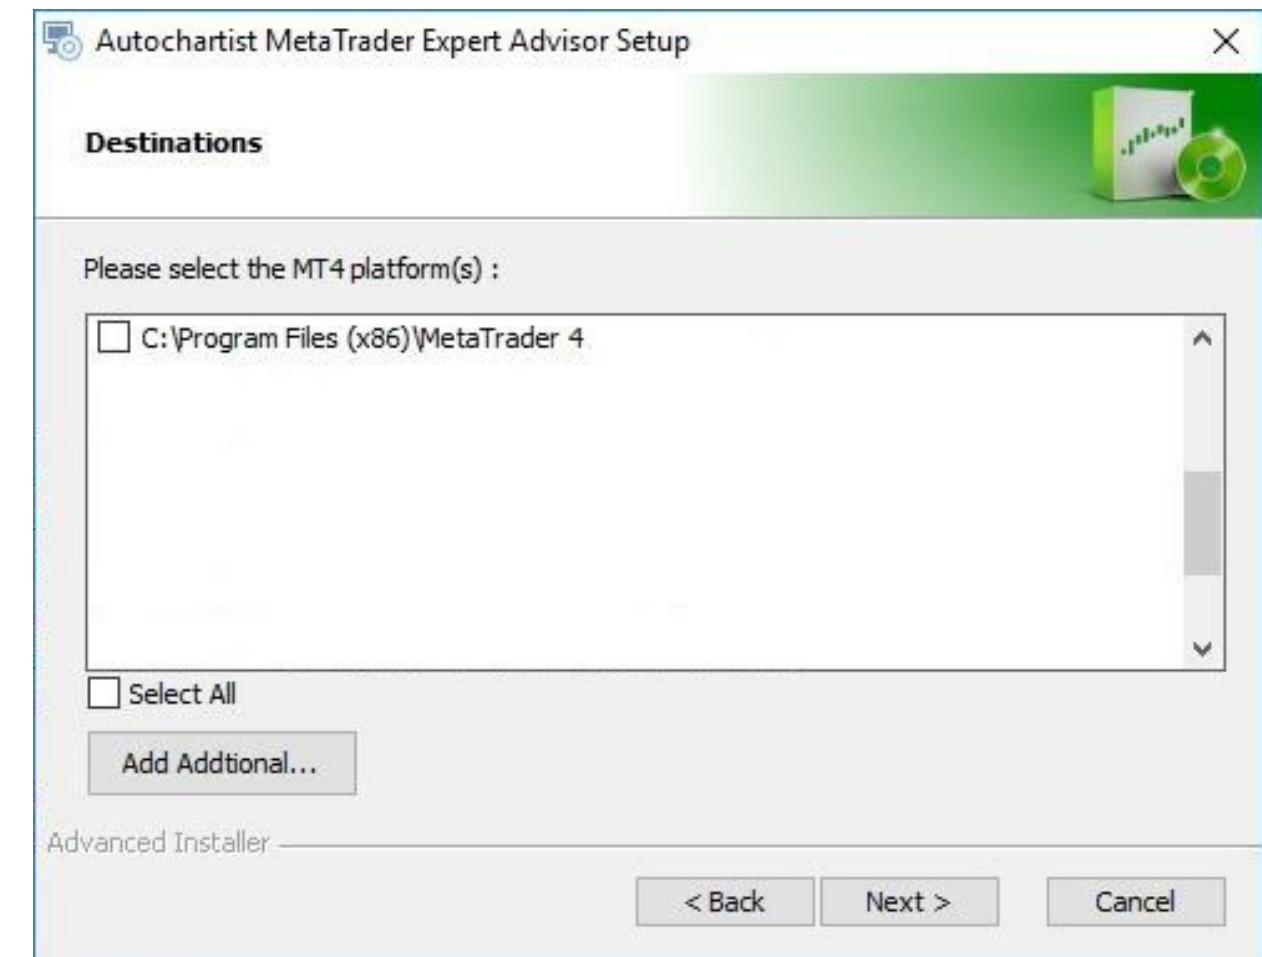 Autochartist MetaTrader Expert Advisor Setup
Destinations
Please select the MT4 platform(s) :
C:\Program Files (x86)\MetaTrader 4
Select All
Add Addtional...
Advanced Installer
< Back
Next >
Cancel